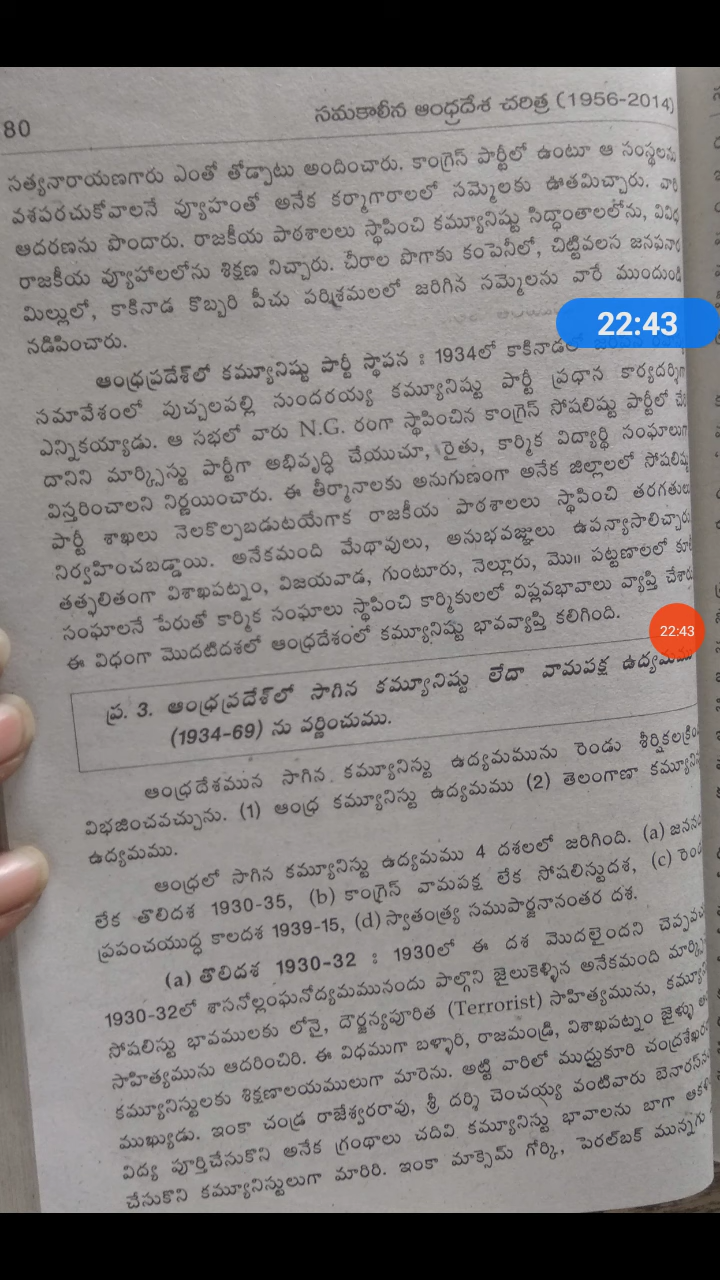 22:43
22:43
80
సమకాలీన ఆంధ్రదేశ చరిత్ర (1956-2014)
సత్యనారాయణగారు ఎంతో తోడ్పాటు అందించారు. కాంగ్రెస్ పార్టీలో ఉంటూ ఆ సంస్థలను
వశపరచుకోవాలనే వ్యూహంతో అనేక కర్మాగారాలలో సమ్మెలకు ఊతమిచ్చారు. వారి
ఆదరణను పొందారు. రాజకీయ పాఠశాలలు స్థాపించి కమ్యూనిష్టు సిద్ధాంతాలలోను, వివిధ
రాజకీయ వ్యూహాలలోను శిక్షణ నిచ్చారు. చీరాల పొగాకు కంపెనీలో, చిట్టివలస జనపనార
మిల్లులో, కాకినాడ కొబ్బరి పీచు పరిశ్రమలలో జరిగిన సమ్మెలను వారే ముందుండి
నడిపించారు.
ఆంధ్రప్రదేశ్‌లో కమ్యూనిష్టు పార్టీ స్థాపన : 1934లో కాకినాడలో
సమావేశంలో పుచ్చలపల్లి సుందరయ్య కమ్యూనిష్టు పార్టీ ప్రధాన కార్యదర్శిగా
ఎన్నికయ్యాడు. ఆ సభలో వారు N.G. రంగా స్థాపించిన కాంగ్రెస్ సోషలిష్టు పార్టీలో చేరి
దానిని మార్క్సిస్టు పార్టీగా అభివృద్ధి చేయుచూ, రైతు, కార్మిక విద్యార్థి సంఘాలుగా
విస్తరించాలని నిర్ణయించారు. ఈ తీర్మానాలకు అనుగుణంగా అనేక జిల్లాలలో సోషలిష్టు
పార్టీ శాఖలు నెలకొల్పబడుటయేగాక రాజకీయ పాఠశాలలు స్థాపించి తరగతులు
నిర్వహించబడ్డాయి. అనేకమంది మేధావులు, అనుభవజ్ఞులు ఉపన్యాసాలిచ్చారు
తత్ఫలితంగా విశాఖపట్నం, విజయవాడ, గుంటూరు, నెల్లూరు, మొ॥ పట్టణాలలో కూలీ
సంఘాలనే పేరుతో కార్మిక సంఘాలు స్థాపించి కార్మికులలో విప్లవభావాలు వ్యాప్తి చేశారు
ఈ విధంగా మొదటిదశలో ఆంధ్రదేశంలో కమ్యూనిష్టు భావవ్యాప్తి కలిగింది.
ప్ర. 3. ఆంధ్రప్రదేశ్‌లో సాగిన కమ్యూనిష్టు లేదా వామపక్ష ఉద్యమము
(1934-69) ను వర్ణించుము.
ఆంధ్రదేశమున సాగిన కమ్యూనిస్టు ఉద్యమమును రెండు శీర్షికలక్రింద
విభజించవచ్చును. (1) ఆంధ్ర కమ్యూనిస్టు ఉద్యమము (2) తెలంగాణా
ఉద్యమము.
ఆంధ్రలో సాగిన కమ్యూనిస్టు ఉద్యమము 4 దశలలో జరిగింది. (a)
లేక తొలిదశ 1930-35, (b) కాంగ్రెస్ వామపక్ష లేక సోషలిస్టుదశ, (c)
ప్రపంచయుద్ధ కాలదశ 1939-15, (d) స్వాతంత్ర్య సముపార్జనానంతర దశ.
(a) తొలిదశ 1930-32 : 1930లో ఈ దశ మొదలైందని
1930-32లో శాసనోల్లంఘనోద్యమమునందు పాల్గొని జైలుకెళ్ళిన అనేకమంది
సోషలిస్టు భావములకు లోనై, దౌర్జన్యపూరిత (Terrorist) సాహిత్యమును,
సాహిత్యమును ఆదరించిరి. ఈ విధముగా బళ్ళారి, రాజమండ్రి, విశాఖపట్నం జైళ్ళు
కమ్యూనిస్టులకు శిక్షణాలయములుగా మారెను. అట్టి వారిలో ముద్దుకూరి
ముఖ్యుడు. ఇంకా చండ్ర రాజేశ్వరరావు, శ్రీ దర్శి చెంచయ్య వంటివారు
విద్య పూర్తిచేసుకొని అనేక గ్రంథాలు చదివి కమ్యూనిస్టు భావాలను బాగా
చేసుకొని కమ్యూనిస్టులుగా మారిరి. ఇంకా మాక్సెమ్ గోర్కి, పెరల్‌బక్